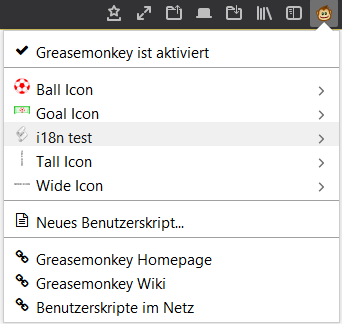 Greasemonkey ist aktiviert
Ball Icon
Goal Icon
i18n test
Tall Icon
Wide Icon
Neues Benutzerskript...
Greasemonkey Homepage
Greasemonkey Wiki
Benutzerskripte im Netz